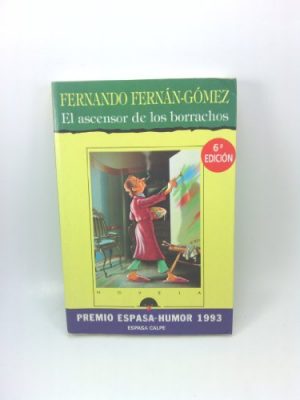 FERNANDO FERNÁN-GÓMEZ
El ascensor de los borrachos
6ª
EDICIÓN
NOVELA
PREMIO ESPASA-HUMOR 1993
ESPASA CALPE